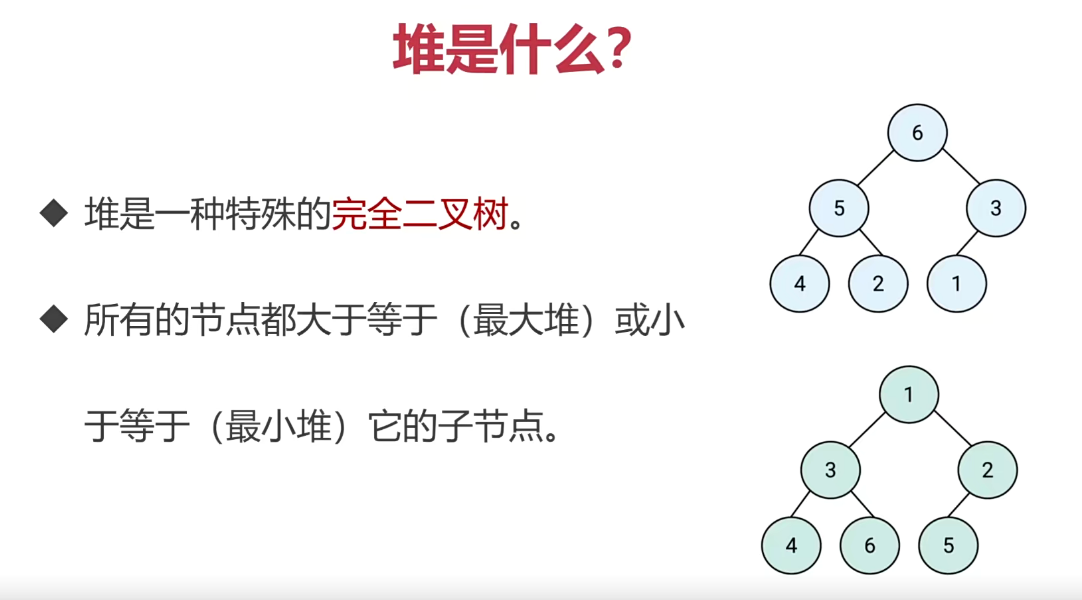 堆是什么？
◆ 堆是一种特殊的完全二叉树。
◆ 所有的节点都大于等于（最大堆）或小
于等于（最小堆）它的子节点。
6
5 3
4 2 1
1
3 2
4 6 5